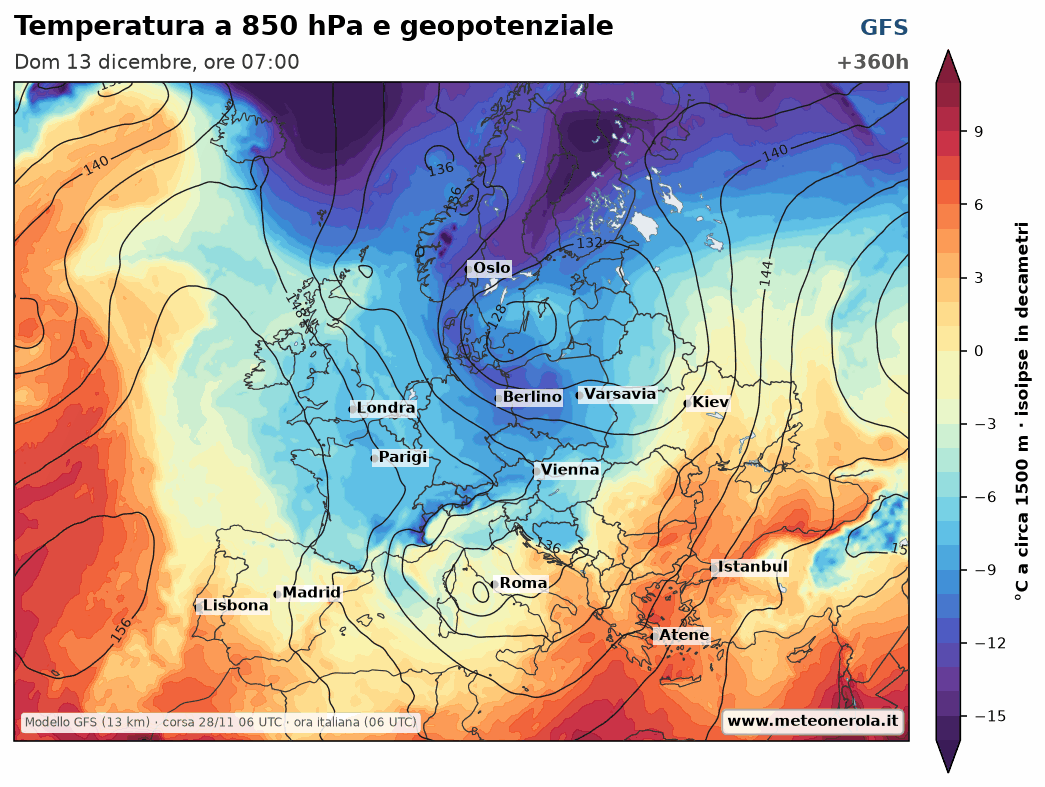 Temperatura a 850 hPa e geopotenziale
GFS
Dom 13 dicembre, ore 07:00
+360h
140
136
136
140
132
144
148
128
136
156
Oslo
Berlino
Varsavia
Kiev
Londra
Parigi
Vienna
Roma
Madrid
Lisbona
Istanbul
Atene
9
6
3
0
−3
−6
−9
−12
−15
°C a circa 1500 m · isoipse in decametri
Modello GFS (13 km) · corsa 28/11 06 UTC · ora italiana (06 UTC)
www.meteonerola.it